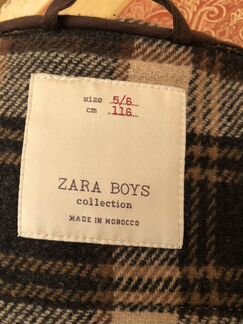 size 5/6
cm 116
ZARA BOYS
collection
MADE IN MOROCCO